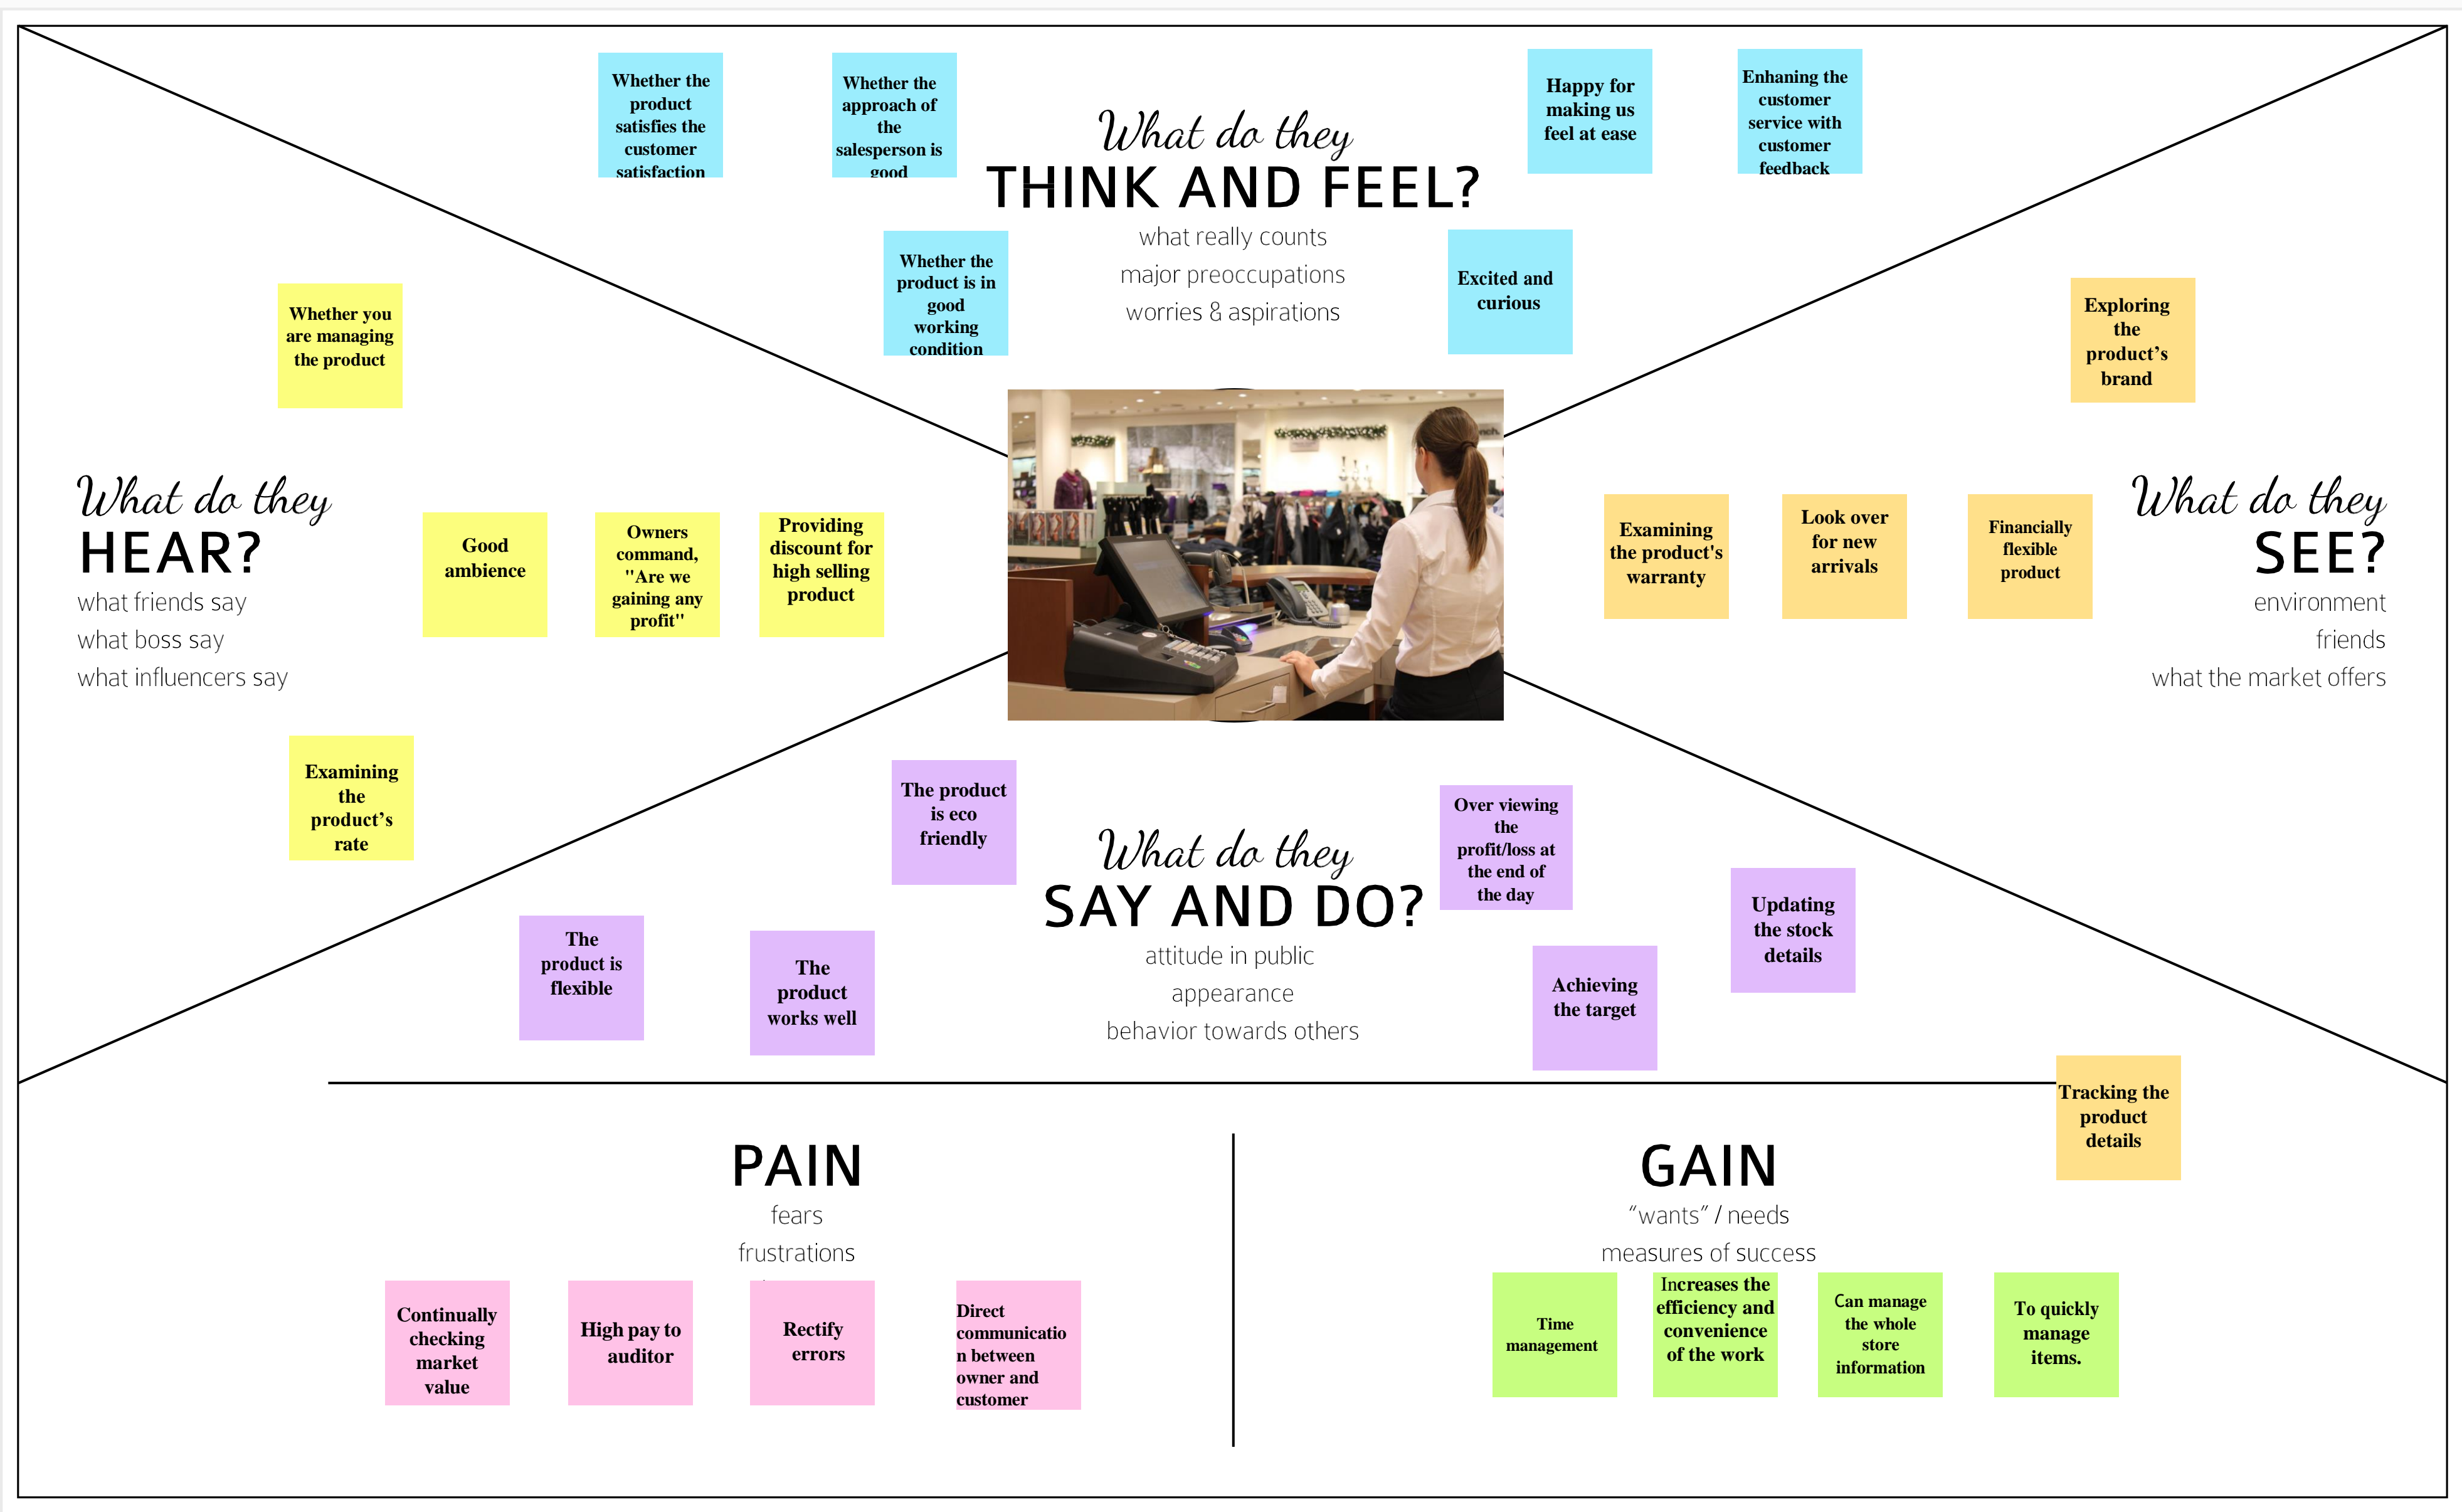 Whether the
product
satisfies the
customer
satisfaction
Whether the
approach of
the
salesperson is
good
What do they
THINK AND FEEL?
what really counts
major preoccupations
worries & aspirations
Happy for
making us
feel at ease
Enhaning the
customer
service with
customer
feedback
Whether the
product is in
good
working
condition
Excited and
curious
Whether you
are managing
the product
Exploring
the
product’s
brand
What do they
HEAR?
what friends say
what boss say
what influencers say
Good
ambience
Owners
command,
"Are we
gaining any
profit"
Providing
discount for
high selling
product
Examining
the product's
warranty
Look over
for new
arrivals
Financially
flexible
product
What do they
SEE?
environment
friends
what the market offers
Examining
the
product’s
rate
The product
is eco
friendly
What do they
SAY AND DO?
attitude in public
appearance
behavior towards others
Over viewing
the
profit/loss at
the end of
the day
Updating
the stock
details
The
product is
flexible
The
product
works well
Achieving
the target
Tracking the
product
details
PAIN
fears
frustrations
Continually
checking
market
value
High pay to
auditor
Rectify
errors
Direct
communicatio
n between
owner and
customer
GAIN
“wants” / needs
measures of success
Time
management
Increases the
efficiency and
convenience
of the work
Can manage
the whole
store
information
To quickly
manage
items.